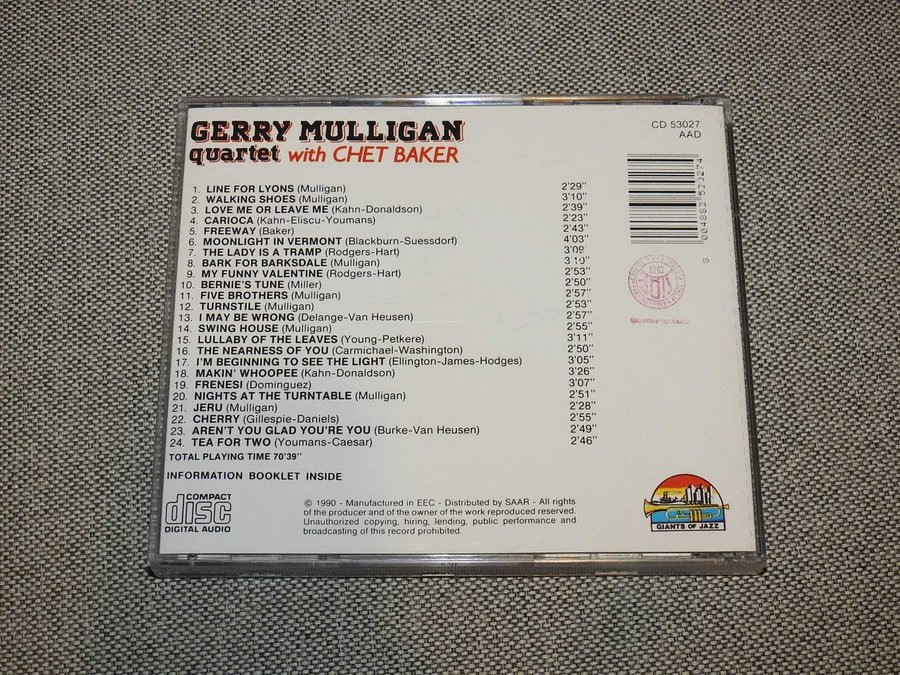 GERRY MULLIGAN
quartet with CHET BAKER
CD 53027
AAD
1. LINE FOR LYONS (Mulligan) 2'29"
2. WALKING SHOES (Mulligan) 3'10"
3. LOVE ME OR LEAVE ME (Kahn-Donaldson) 2'39"
4. CARIOCA (Kahn-Eliscu-Youmans) 2'23"
5. FREEWAY (Baker) 2'43"
6. MOONLIGHT IN VERMONT (Blackburn-Suessdorf) 4'03"
7. THE LADY IS A TRAMP (Rodgers-Hart) 3'09
8. BARK FOR BARKSDALE (Mulligan) 3'10"
9. MY FUNNY VALENTINE (Rodgers-Hart) 2'53"
10. BERNIE'S TUNE (Miller) 2'50"
11. FIVE BROTHERS (Mulligan) 2'57"
12. TURNSTILE (Mulligan) 2'53"
13. I MAY BE WRONG (Delange-Van Heusen) 2'57"
14. SWING HOUSE (Mulligan) 2'55"
15. LULLABY OF THE LEAVES (Young-Petkere) 3'11"
16. THE NEARNESS OF YOU (Carmichael-Washington) 2'50"
17. I'M BEGINNING TO SEE THE LIGHT (Ellington-James-Hodges) 3'05"
18. MAKIN' WHOOPEE (Kahn-Donaldson) 3'26"
19. FRENESI (Dominguez) 3'07"
20. NIGHTS AT THE TURNTABLE (Mulligan) 2'51"
21. JERU (Mulligan) 2'28"
22. CHERRY (Gillespie-Daniels) 2'55"
23. AREN'T YOU GLAD YOU'RE YOU (Burke-Van Heusen) 2'49"
24. TEA FOR TWO (Youmans-Caesar) 2'46"
TOTAL PLAYING TIME 70'39"
INFORMATION BOOKLET INSIDE
COMPACT
disc
DIGITAL AUDIO
© 1990 - Manufactured in EEC - Distributed by SAAR - All rights
of the producer and of the owner of the work reproduced reserved.
Unauthorized copying, hiring, lending, public performance and
broadcasting of this record prohibited.
GIANTS OF JAZZ